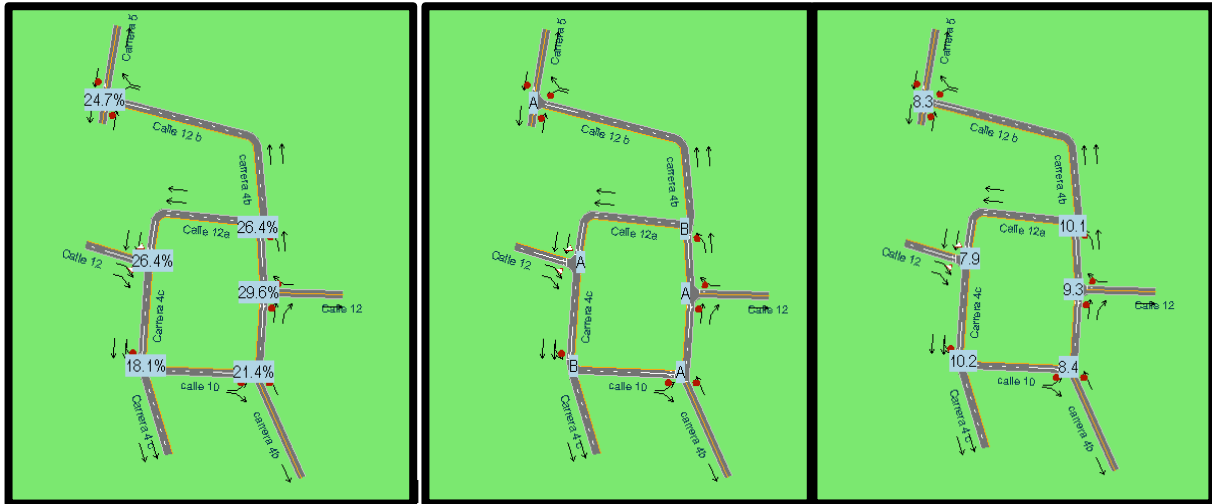 Carrera 5
24.7%
Calle 12 b
carrera 4b
Calle 12a
26.4%
Calle 12
26.4%
29.6%
Calle 12
Carrera 4c
18.1%
21.4%
calle 10
Carrera 4c
carrera 4b
Carrera 5
A
Calle 12 b
carrera 4b
Calle 12a
B
Calle 12
A
A
Calle 12
Carrera 4c
B
A
calle 10
Carrera 4c
carrera 4b
Carrera 5
8.3
Calle 12 b
carrera 4b
Calle 12a
10.1
Calle 12
7.9
9.3
Calle 12
Carrera 4c
10.2
8.4
calle 10
Carrera 4c
carrera 4b